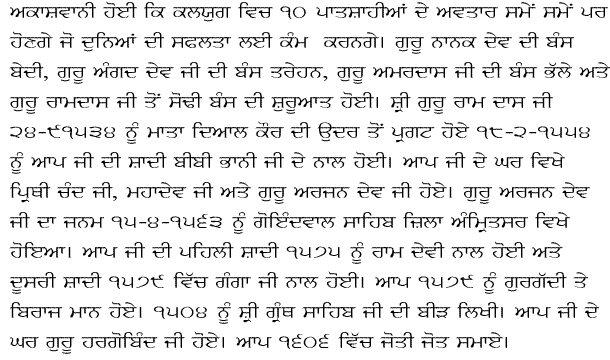 ਅਕਾਸ਼ਵਾਨੀ ਹੋਈ ਕਿ ਕਲਯੁਗ ਵਿਚ ੧੦ ਪਾਤਸ਼ਾਹੀਆਂ ਦੇ ਅਵਤਾਰ ਸਮੇਂ ਸਮੇਂ ਪਰ
ਹੋਣਗੇ ਜੋ ਦੁਨਿਆਂ ਦੀ ਸਫਲਤਾ ਲਈ ਕੰਮ ਕਰਨਗੇ। ਗੁਰੂ ਨਾਨਕ ਦੇਵ ਦੀ ਬੰਸ
ਬੇਦੀ, ਗੁਰੂ ਅੰਗਦ ਦੇਵ ਜੀ ਦੀ ਬੰਸ ਤਰੇਹਨ, ਗੁਰੂ ਅਮਰਦਾਸ ਜੀ ਦੀ ਬੰਸ ਭੱਲੇ ਅਤੇ
ਗੁਰੂ ਰਾਮਦਾਸ ਜੀ ਤੋਂ ਸੋਢੀ ਬੰਸ ਦੀ ਸ਼ੁਰੂਆਤ ਹੋਈ। ਸ਼੍ਰੀ ਗੁਰੂ ਰਾਮ ਦਾਸ ਜੀ
੨੪-੯੧੫੩੪ ਨੂੰ ਮਾਤਾ ਦਿਆਲ ਕੌਰ ਦੀ ਉਦਰ ਤੋਂ ਪ੍ਰਗਟ ਹੋਏ ੧੮-੨-੧੫੫੪
ਨੂੰ ਆਪ ਜੀ ਦੀ ਸ਼ਾਦੀ ਬੀਬੀ ਭਾਨੀ ਜੀ ਦੇ ਨਾਲ ਹੋਈ। ਆਪ ਜੀ ਦੇ ਘਰ ਵਿਖੇ
ਪ੍ਰਿਥੀ ਚੰਦ ਜੀ, ਮਹਾਦੇਵ ਜੀ ਅਤੇ ਗੁਰੂ ਅਰਜਨ ਦੇਵ ਜੀ ਹੋਏ। ਗੁਰੂ ਅਰਜਨ ਦੇਵ
ਜੀ ਦਾ ਜਨਮ ੧੫-੪-੧੫੬੩ ਨੂੰ ਗੋਇੰਦਵਾਲ ਸਾਹਿਬ ਜ਼ਿਲਾ ਅੰਮ੍ਰਿਤਸਰ ਵਿਖੇ
ਹੋਇਆ। ਆਪ ਜੀ ਦੀ ਪਹਿਲੀ ਸ਼ਾਦੀ ੧੫੭੫ ਨੂੰ ਰਾਮ ਦੇਵੀ ਨਾਲ ਹੋਈ ਅਤੇ
ਦੂਸਰੀ ਸ਼ਾਦੀ ੧੫੭੯ ਵਿੱਚ ਗੰਗਾ ਜੀ ਨਾਲ ਹੋਈ। ਆਪ ੧੫੭੯ ਨੂੰ ਗੁਰਗੱਦੀ ਤੇ
ਬਿਰਾਜ ਮਾਨ ਹੋਏ। ੧੫੦੪ ਨੂੰ ਸ਼੍ਰੀ ਗ੍ਰੰਥ ਸਾਹਿਬ ਜੀ ਦੀ ਬੀੜ ਲਿਖੀ। ਆਪ ਜੀ ਦੇ
ਘਰ ਗੁਰੂ ਹਰਗੋਬਿੰਦ ਜੀ ਹੋਏ। ਆਪ ੧੬੦੬ ਵਿੱਚ ਜੋਤੀ ਜੋਤ ਸਮਾਏ।